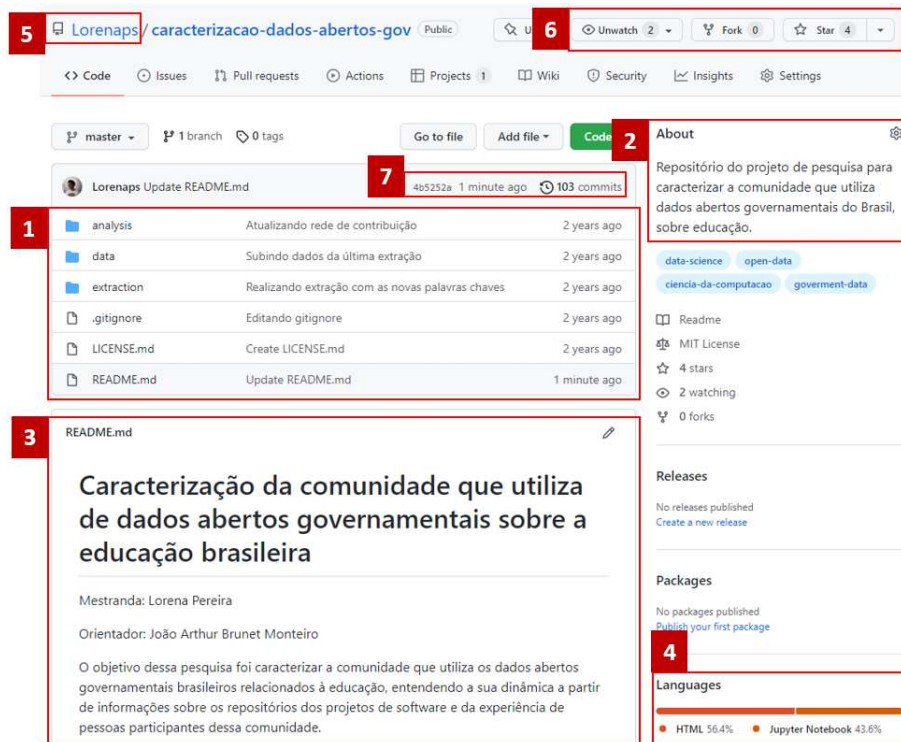 5 Lorenaps / caracterizacao-dados-abertos-gov Public 6 Unwatch 2 Fork 0 Star 4
Code Issues Pull requests Actions Projects 1 Wiki Security Insights Settings
master 1 branch 0 tags Go to file Add file Code
2 About
Repositório do projeto de pesquisa para
caracterizar a comunidade que utiliza
dados abertos governamentais do Brasil,
sobre educação.
data-science open-data
ciencia-da-computacao goverment-data
Readme
MIT License
4 stars
2 watching
0 forks
Releases
No releases published
Create a new release
Packages
No packages published
Publish your first package
4
Languages
HTML 56.4% Jupyter Notebook 43.6%
Lorenaps Update README.md 7 4b5252a 1 minute ago 103 commits
1
analysis Atualizando rede de contribuição 2 years ago
data Subindo dados da última extração 2 years ago
extraction Realizando extração com as novas palavras chaves 2 years ago
.gitignore Editando gitignore 2 years ago
LICENSE.md Create LICENSE.md 2 years ago
README.md Update README.md 1 minute ago
3 README.md
Caracterização da comunidade que utiliza
de dados abertos governamentais sobre a
educação brasileira
Mestranda: Lorena Pereira
Orientador: João Arthur Brunet Monteiro
O objetivo dessa pesquisa foi caracterizar a comunidade que utiliza os dados abertos
governamentais brasileiros relacionados à educação, entendendo a sua dinâmica a partir
de informações sobre os repositórios dos projetos de software e da experiência de
pessoas participantes dessa comunidade.